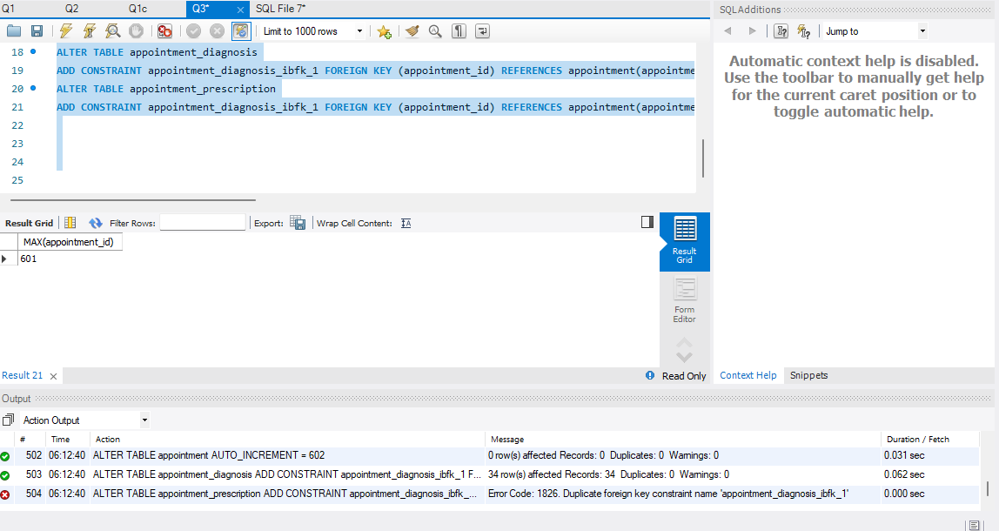 Q1 Q2 Q1c Q3* SQL File 7*
Limit to 1000 rows
18 ALTER TABLE appointment_diagnosis
19 ADD CONSTRAINT appointment_diagnosis_ibfk_1 FOREIGN KEY (appointment_id) REFERENCES appointment(appointme
20 ALTER TABLE appointment_prescription
21 ADD CONSTRAINT appointment_diagnosis_ibfk_1 FOREIGN KEY (appointment_id) REFERENCES appointment(appointme
22
23
24
25
SQLAdditions
Jump to
Automatic context help is disabled.
Use the toolbar to manually get help
for the current caret position or to
toggle automatic help.
Result Grid Filter Rows: Export: Wrap Cell Content:
MAX(appointment_id)
601
Result
Grid
Form
Editor
Result 21 Read Only
Context Help Snippets
Output
Action Output
# Time Action Message Duration / Fetch
502 06:12:40 ALTER TABLE appointment AUTO_INCREMENT = 602 0 row(s) affected Records: 0 Duplicates: 0 Warnings: 0 0.031 sec
503 06:12:40 ALTER TABLE appointment_diagnosis ADD CONSTRAINT appointment_diagnosis_ibfk_1 F... 34 row(s) affected Records: 34 Duplicates: 0 Warnings: 0 0.062 sec
504 06:12:40 ALTER TABLE appointment_prescription ADD CONSTRAINT appointment_diagnosis_ibfk_... Error Code: 1826. Duplicate foreign key constraint name 'appointment_diagnosis_ibfk_1' 0.000 sec